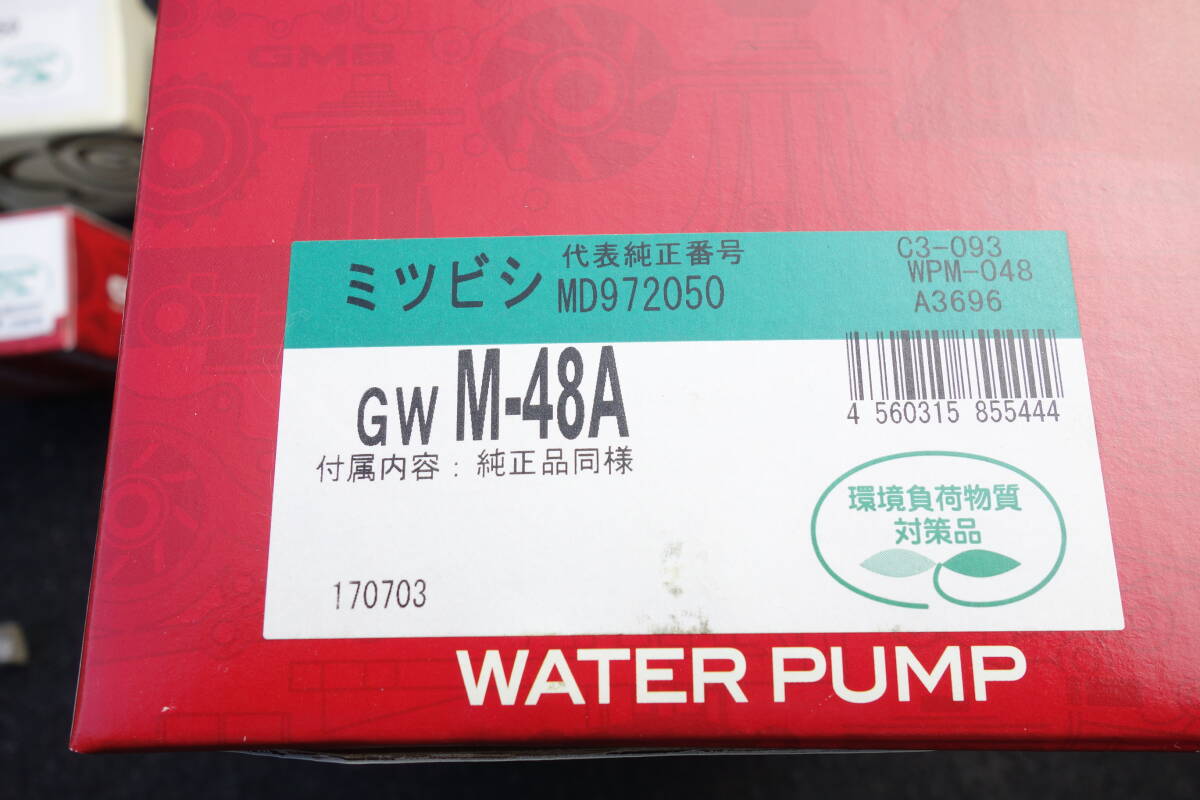 GMB
ミツビシ
代表純正番号
MD972050
C3-093
WPM-048
A3696
GW M-48A
4 560315 855444
付属内容：純正品同様
環境負荷物質
対策品
170703
WATER PUMP